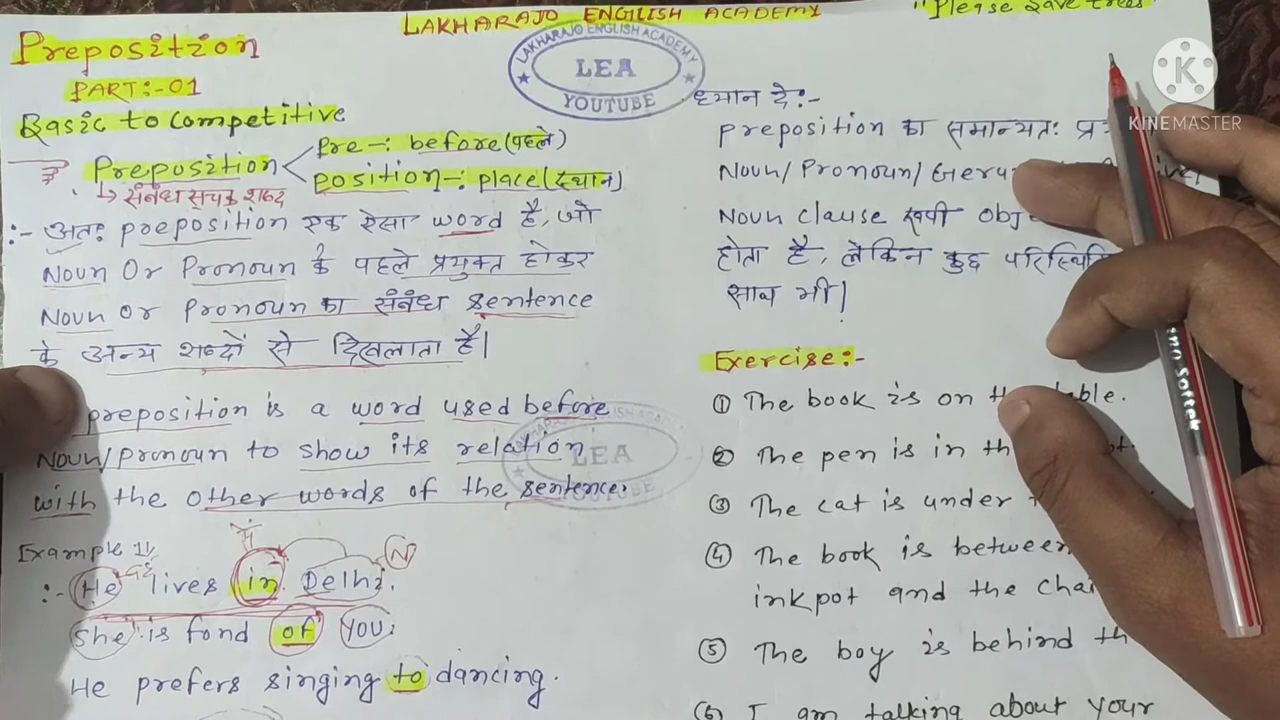 LAKHARAJO ENGLISH ACADEMY
"Please save trees"
Preposition
PART:-01
Basic to competitive
LAKHARAJO ENGLISH ACADEMY
LEA
YOUTUBE
KINEMASTER
Preposition
Pre-: before(पहले)
position-: place(स्थान)
संबंध सूचक शब्द
:- अतः preposition एक ऐसा word है, जो
Noun Or Pronoun के पहले प्रयुक्त होकर
Noun or Pronoun का संबंध sentence
के अन्य शब्दों से दिखलाता है।
preposition is a word used before
Noun/pronoun to show its relation
with the other words of the sentence.
LEA
Example 1
:- He lives in Delhi.
N
She is fond of you.
He prefers singing to dancing.
ध्यान दे:-
preposition का समान्यतः
Noun/Pronoun/
Noun clause रूपी
होता है, लेकिन कुछ
साथ भी।
Exercise:-
① The book is on
② The pen is in
③ The cat is under
④ The book is between
inkpot and the
⑤ The boy is behind
⑥ I am talking about your